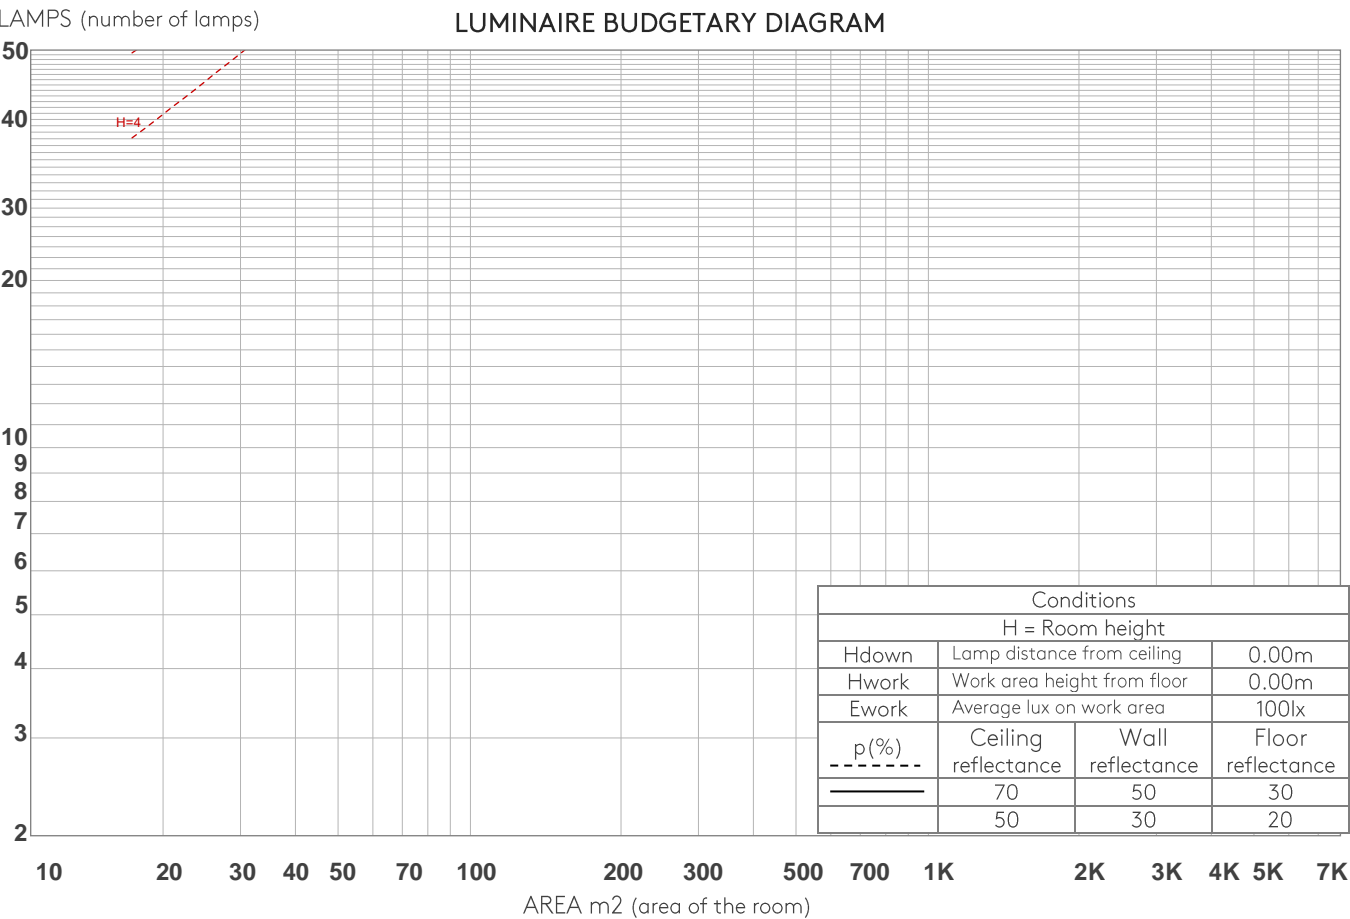 LAMPS (number of lamps)
LUMINAIRE BUDGETARY DIAGRAM
50
40
30
20
10
9
8
7
6
5
4
3
2
H=4
Conditions
H = Room height
Hdown Lamp distance from ceiling 0.00m
Hwork Work area height from floor 0.00m
Ework Average lux on work area 100lx
p(%) Ceiling reflectance Wall reflectance Floor reflectance
70 50 30
50 30 20
10 20 30 40 50 70 100 200 300 500 700 1K 2K 3K 4K 5K 7K
AREA m2 (area of the room)